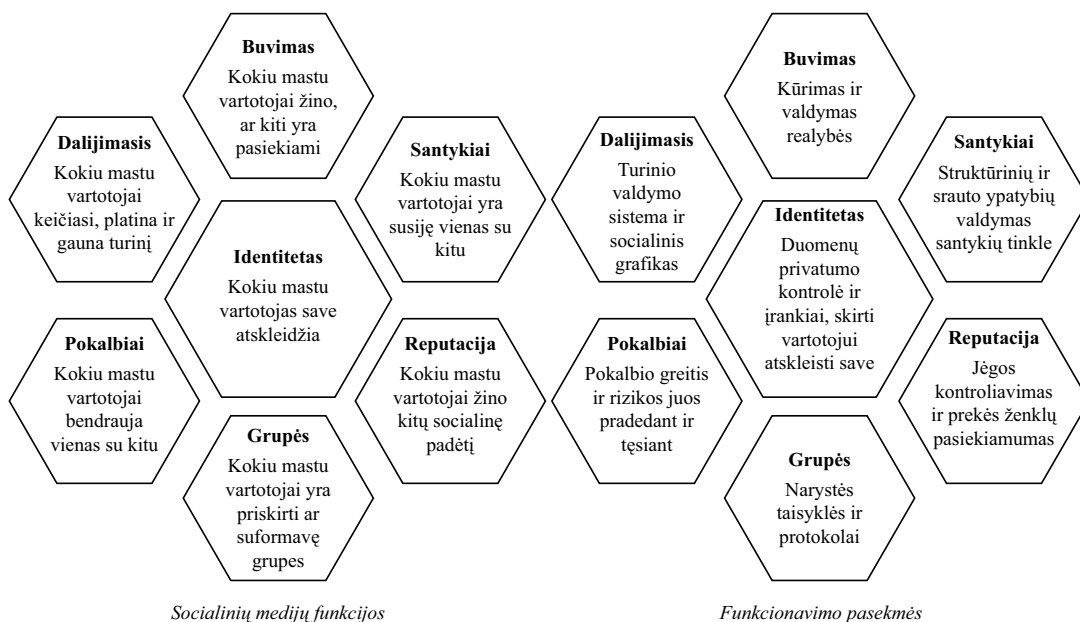 Buvimas
Kokiu mastu
vartotojai žino,
ar kiti yra
pasiekiami
Dalijimasis
Kokiu mastu
vartotojai
keičiasi, platina ir
gauna turinį
Santykiai
Kokiu mastu
vartotojai yra
susiję vienas su
kitu
Identitetas
Kokiu mastu
vartotojas save
atskleidžia
Pokalbiai
Kokiu mastu
vartotojai
bendrauja
vienas su kitu
Reputacija
Kokiu mastu
vartotojai žino
kitų socialinę
padėtį
Grupės
Kokiu mastu
vartotojai yra
priskirti ar
suformavę
grupes
Socialinių medijų funkcijos
Buvimas
Kūrimas ir
valdymas
realybės
Dalijimasis
Turinio
valdymo
sistema ir
socialinis
grafikas
Santykiai
Struktūrinių ir
srauto ypatybių
valdymas
santykių tinkle
Identitetas
Duomenų
privatumo
kontrolė ir
įrankiai, skirti
vartotojui
atskleisti save
Pokalbiai
Pokalbio greitis
ir rizikos juos
pradedant ir
tęsiant
Reputacija
Jėgos
kontroliavimas
ir prekės ženklų
pasiekiamumas
Grupės
Narystės
taisyklės ir
protokolai
Funkcionavimo pasekmės